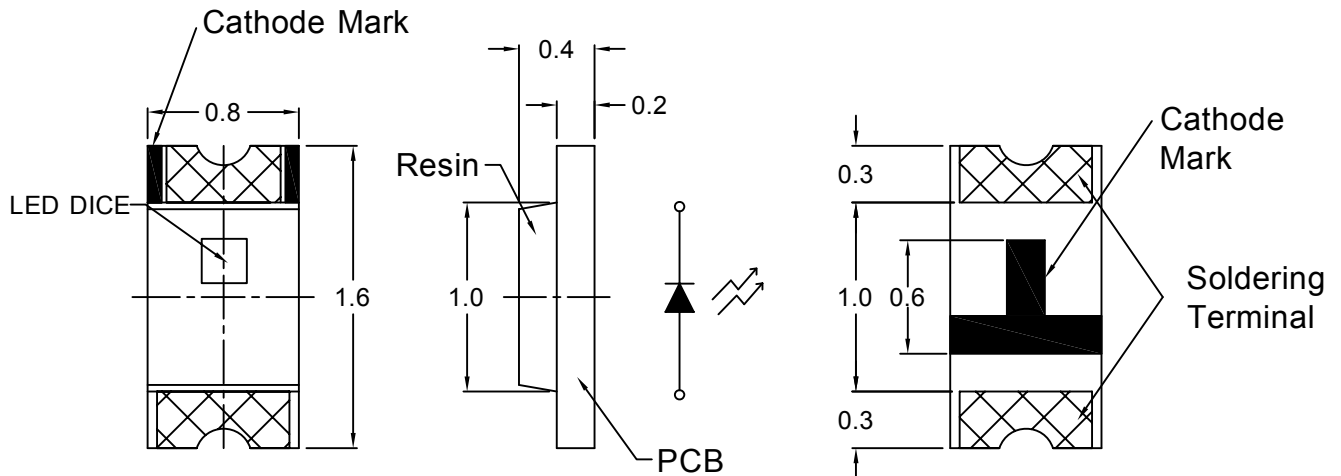 Cathode Mark
0.8
LED DICE
1.6
0.4
0.2
Resin
1.0
PCB
Cathode
Mark
0.3
1.0
0.6
0.3
Soldering
Terminal